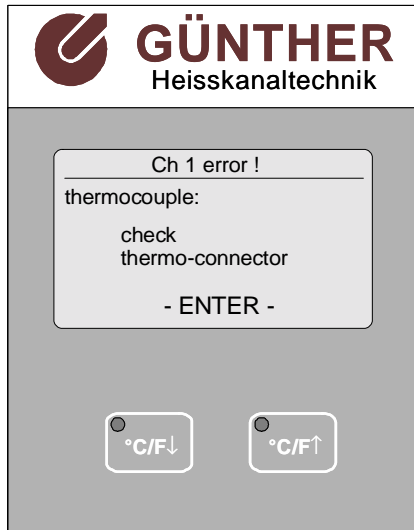 GÜNTHER
Heisskanaltechnik
Ch 1 error !
thermocouple:
check
thermo-connector
- ENTER -
°C/F↓
°C/F↑